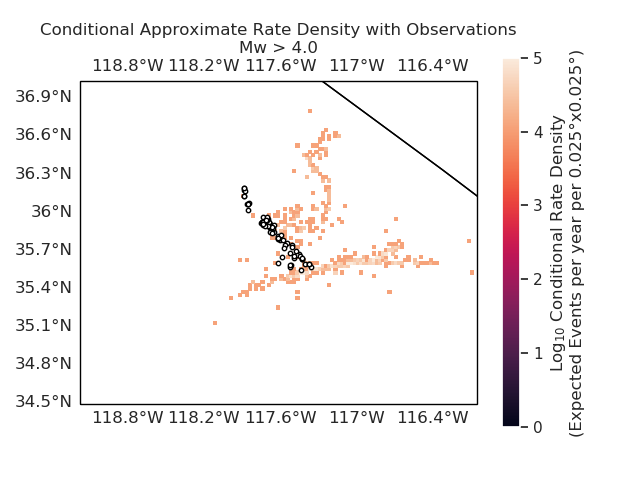 Conditional Approximate Rate Density with Observations
Mw > 4.0
118.8°W 118.2°W 117.6°W 117°W 116.4°W
36.9°N
36.6°N
36.3°N
36°N
35.7°N
35.4°N
35.1°N
34.8°N
34.5°N
118.8°W 118.2°W 117.6°W 117°W 116.4°W
5
4
3
2
1
0
Log₁₀ Conditional Rate Density
(Expected Events per year per 0.025°x0.025°)